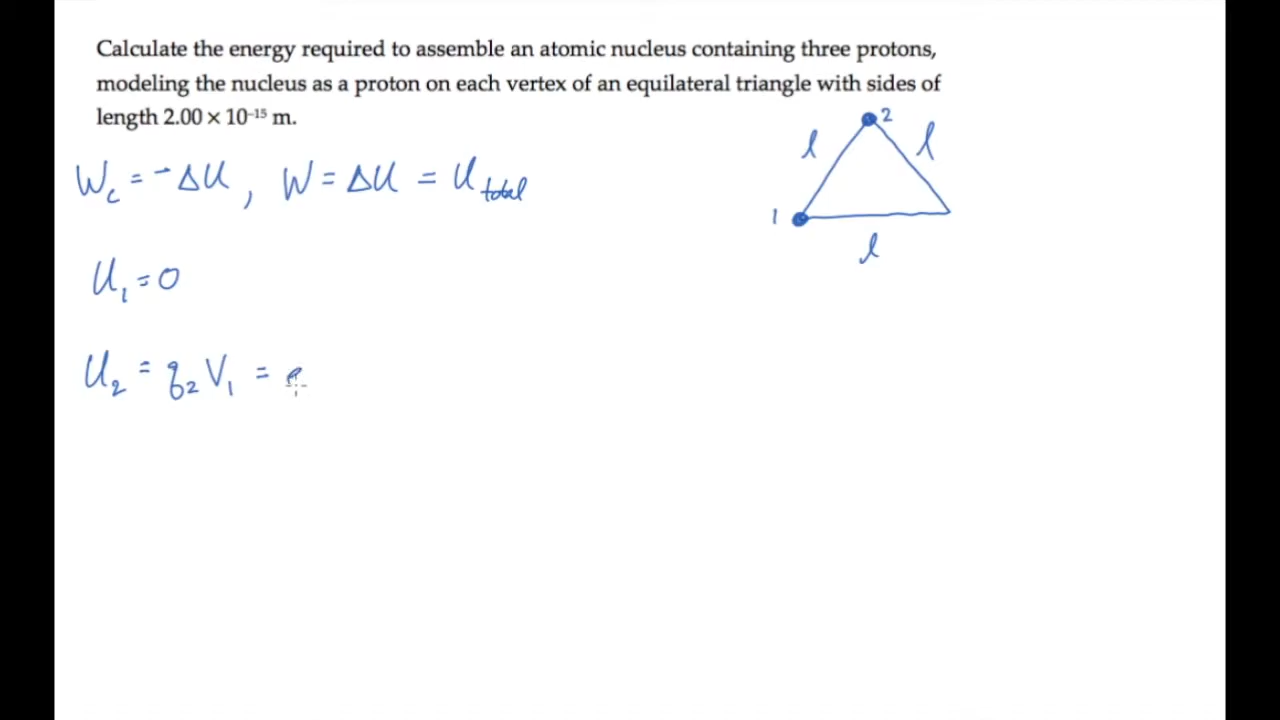 Calculate the energy required to assemble an atomic nucleus containing three protons,
modeling the nucleus as a proton on each vertex of an equilateral triangle with sides of
length 2.00 × 10⁻¹⁵ m.
2
l l
W_c = -ΔU, W = ΔU = U_total
1
l
U₁ = 0
U₂ = q₂ V₁ = e